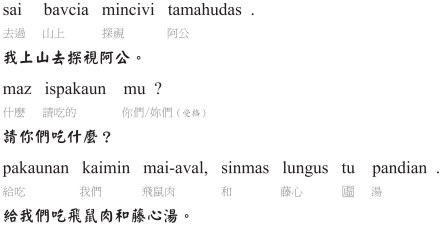 sai bavcia mincivi tamahudas .
去過 山上 探視 阿公
我上山去探視阿公。
maz ispakaun mu ?
什麼 請吃的 你們/妳們（受格）
請你們吃什麼？
pakaunan kaimin mai-aval, sinmas lungus tu pandian .
給吃 我們 飛鼠肉 和 藤心 湯
給我們吃飛鼠肉和藤心湯。